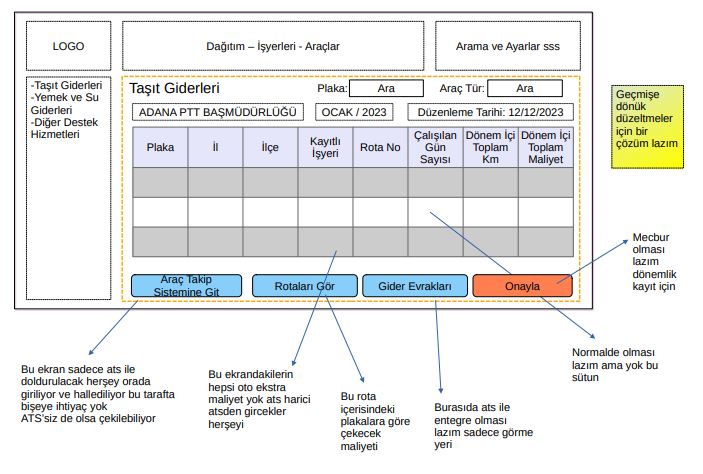 LOGO
Dağıtım – İşyerleri - Araçlar
Arama ve Ayarlar sss
-Taşıt Giderleri
-Yemek ve Su
Giderleri
-Diğer Destek
Hizmetleri
Taşıt Giderleri
Plaka:
Ara
Araç Tür:
Ara
ADANA PTT BAŞMÜDÜRLÜĞÜ
OCAK / 2023
Düzenleme Tarihi: 12/12/2023
Plaka
İl
İlçe
Kayıtlı
İşyeri
Rota No
Çalışılan
Gün
Sayısı
Dönem İçi
Toplam
Km
Dönem İçi
Toplam
Maliyet
Araç Takip
Sistemine Git
Rotaları Gör
Gider Evrakları
Onayla
Geçmişe
dönük
düzeltmeler
için bir
çözüm lazım
Mecbur
olması
lazım
dönemlik
kayıt için
Bu ekran sadece ats ile
doldurulacak herşey orada
giriliyor ve hallediliyor bu tarafta
bişeye ihtiyaç yok
ATS'siz de olsa çekilebiliyor
Bu ekrandakilerin
hepsi oto ekstra
maliyet yok ats harici
atsden gircekler
herşeyi
Bu rota
içerisindeki
plakalara göre
çekecek
maliyeti
Burasıda ats ile
entegre olması
lazım sadece görme
yeri
Normalde olması
lazım ama yok bu
sütun